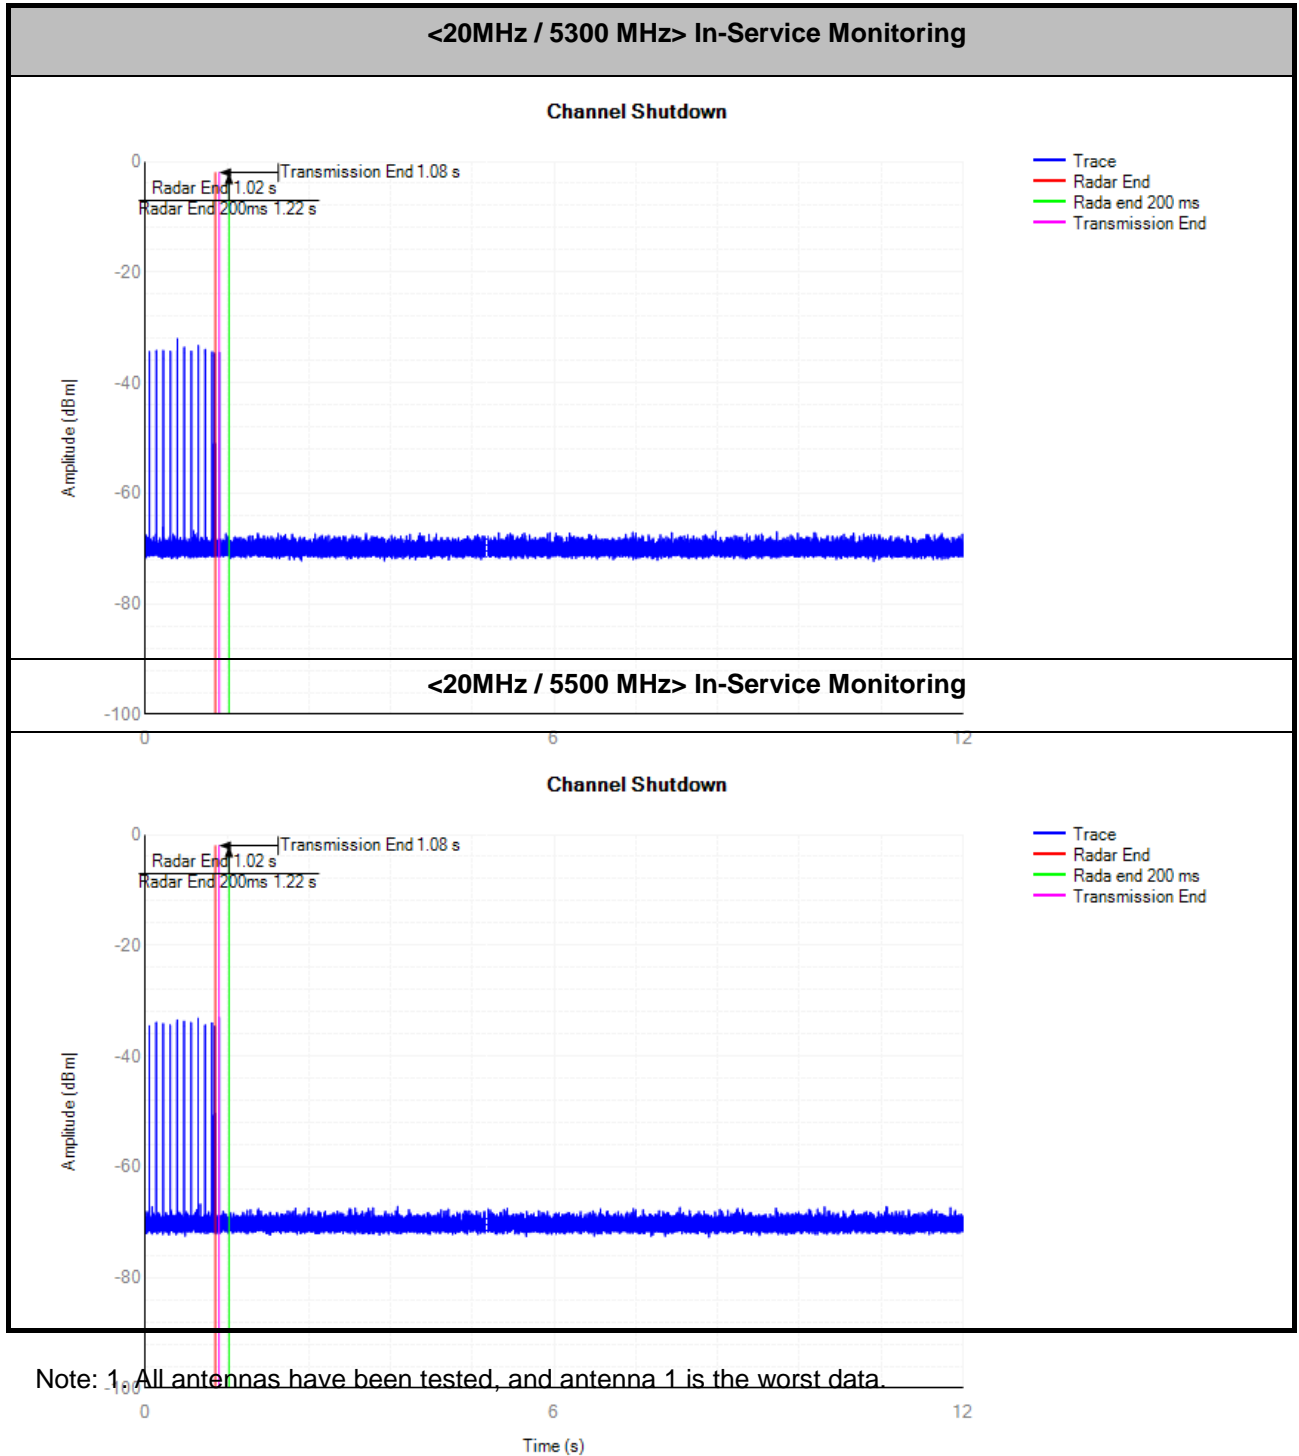 <20MHz / 5300 MHz> In-Service Monitoring
Channel Shutdown
0
Transmission End 1.08 s
Radar End 1.02 s
Radar End 200ms 1.22 s
Trace
Radar End
Rada end 200 ms
Transmission End
-20
-40
Amplitude (dBm)
-60
-80
<20MHz / 5500 MHz> In-Service Monitoring
-100
0 6 12
Channel Shutdown
0
Transmission End 1.08 s
Radar End 1.02 s
Radar End 200ms 1.22 s
Trace
Radar End
Rada end 200 ms
Transmission End
-20
-40
Amplitude (dBm)
-60
-80
Note: 1. All antennas have been tested, and antenna 1 is the worst data.
-100
0 6 12
Time (s)